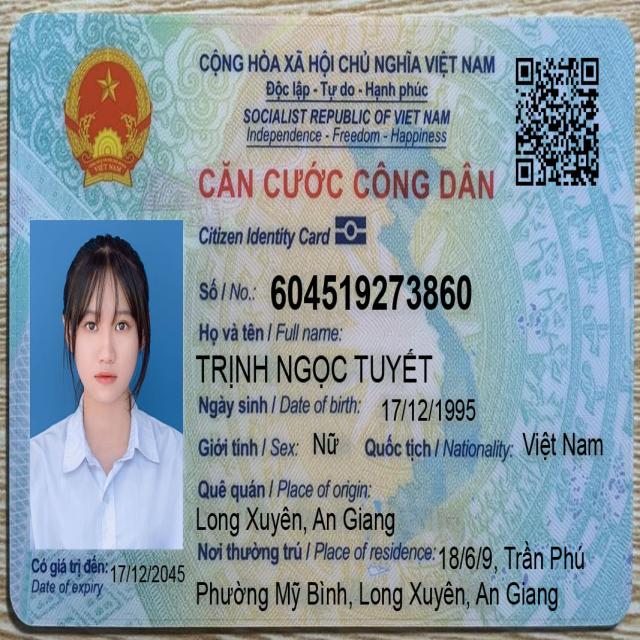 CỘNG HÒA XÃ HỘI CHỦ NGHĨA VIỆT NAM
Độc lập - Tự do - Hạnh phúc
SOCIALIST REPUBLIC OF VIET NAM
Independence - Freedom - Happiness
CĂN CƯỚC CÔNG DÂN
Citizen Identity Card
Số / No.: 604519273860
Họ và tên / Full name:
TRỊNH NGỌC TUYẾT
Ngày sinh / Date of birth: 17/12/1995
Giới tính / Sex: Nữ Quốc tịch / Nationality: Việt Nam
Quê quán / Place of origin:
Long Xuyên, An Giang
Nơi thường trú / Place of residence: 18/6/9, Trần Phú
Phường Mỹ Bình, Long Xuyên, An Giang
Có giá trị đến: 17/12/2045
Date of expiry
VIỆT NAM